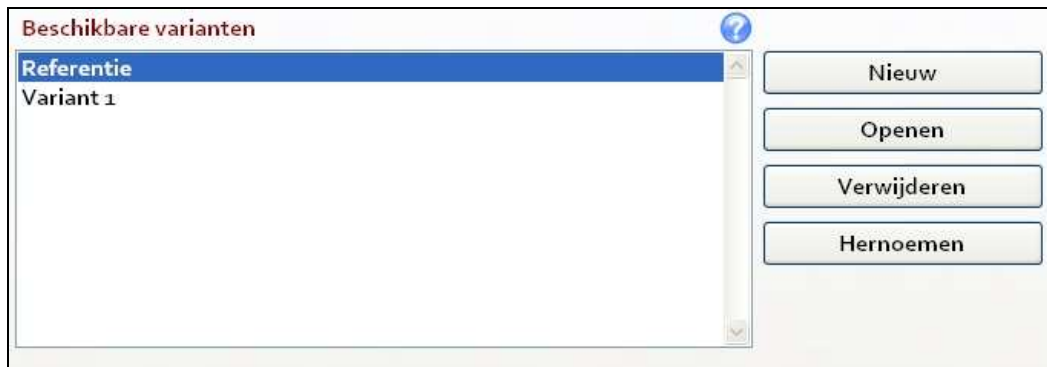 Beschikbare varianten
?
Referentie
Variant 1
Nieuw
Openen
Verwijderen
Hernoemen